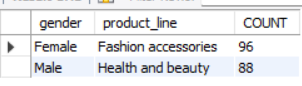 gender product_line COUNT
Female Fashion accessories 96
Male Health and beauty 88